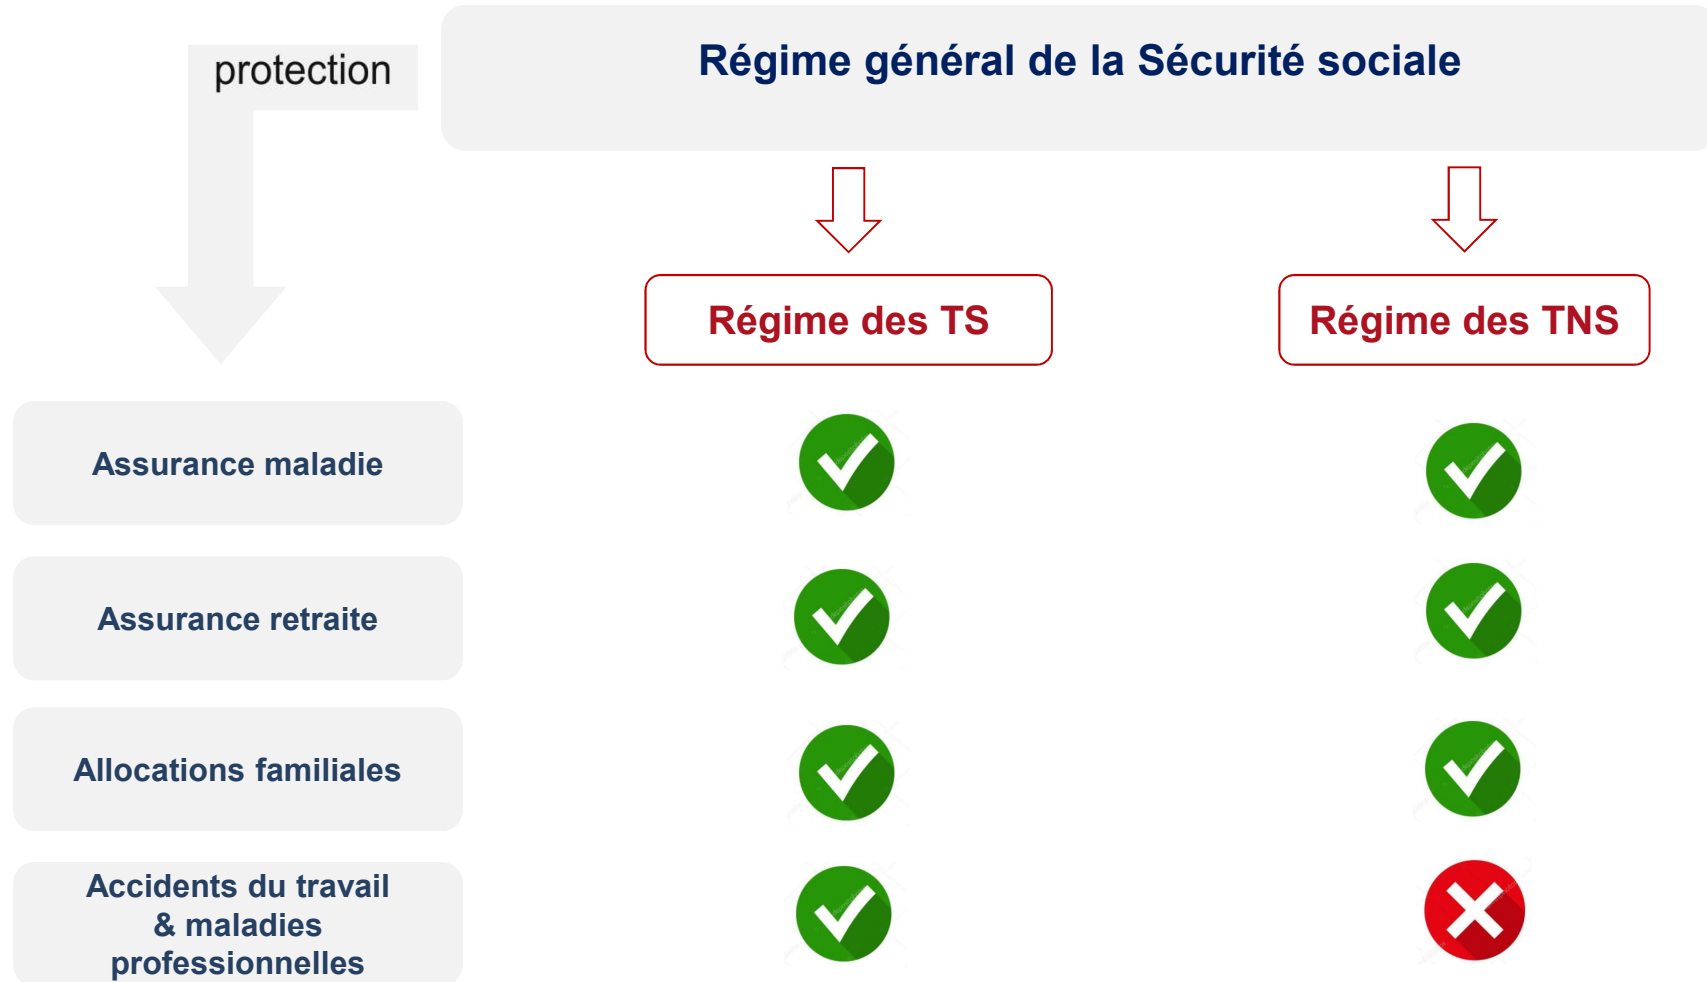 protection
Régime général de la Sécurité sociale
Régime des TS
Régime des TNS
Assurance maladie
Assurance retraite
Allocations familiales
Accidents du travail
& maladies
professionnelles